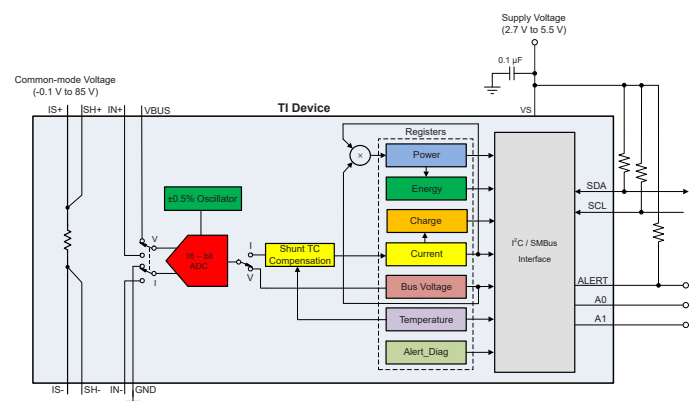 Supply Voltage
(2.7 V to 5.5 V)
0.1 µF
Common-mode Voltage
(-0.1 V to 85 V)
IS+ SH+ IN+ VBUS
TI Device
VS
Registers
×
Power
Energy
±0.5% Oscillator
Charge
V
16 – bit
ADC
I
I
Shunt TC
Compensation
V
Current
Bus Voltage
Temperature
Alert_Diag
I²C / SMBus
Interface
SDA
SCL
ALERT
A0
A1
IS- SH- IN- GND